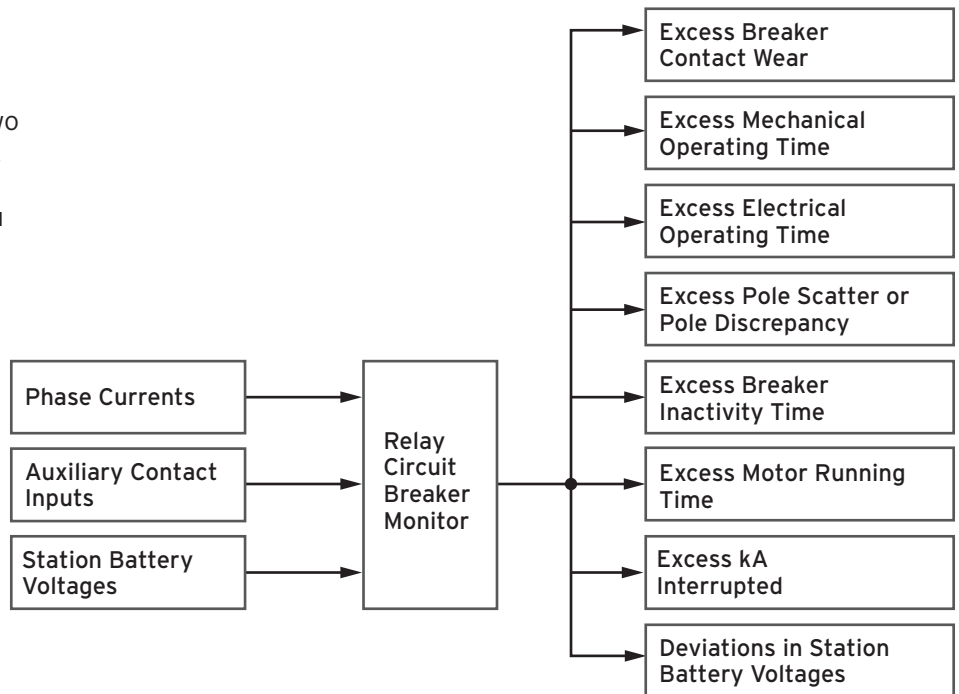 Phase Currents
Auxiliary Contact
Inputs
Station Battery
Voltages
Relay
Circuit
Breaker
Monitor
Excess Breaker
Contact Wear
Excess Mechanical
Operating Time
Excess Electrical
Operating Time
Excess Pole Scatter or
Pole Discrepancy
Excess Breaker
Inactivity Time
Excess Motor Running
Time
Excess kA
Interrupted
Deviations in Station
Battery Voltages